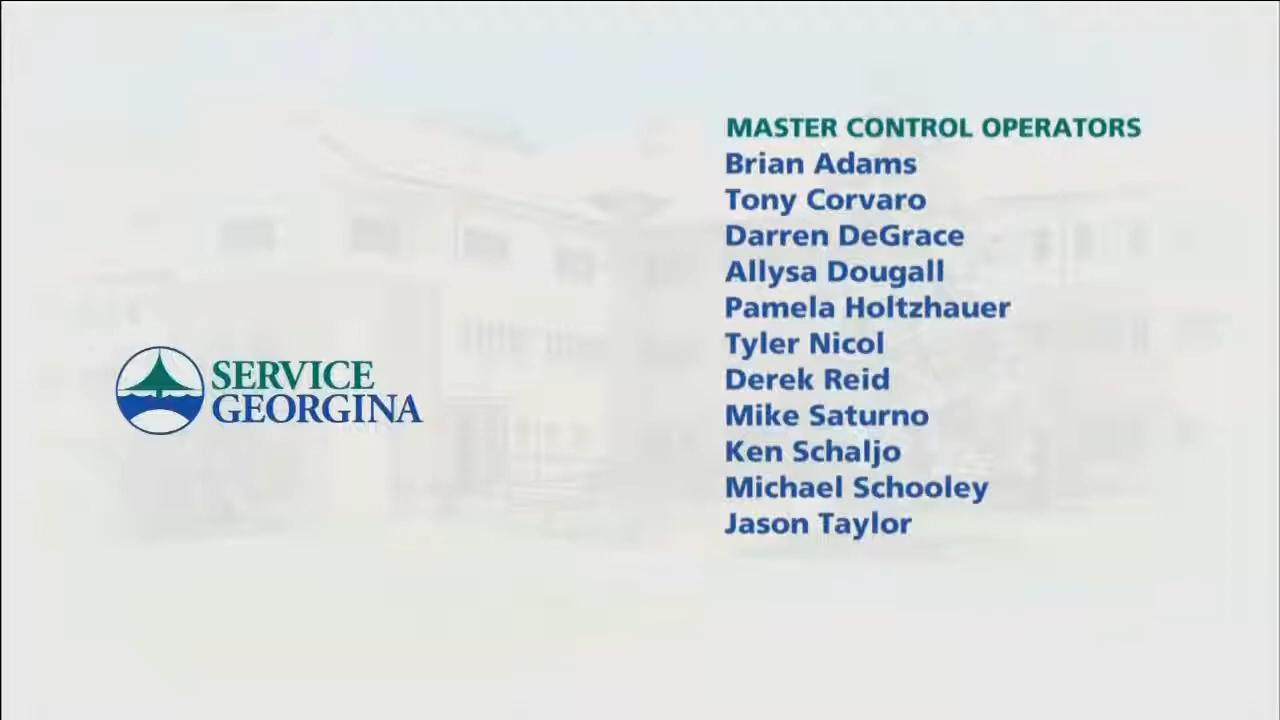 MASTER CONTROL OPERATORS
Brian Adams
Tony Corvaro
Darren DeGrace
Allysa Dougall
Pamela Holtzhauer
Tyler Nicol
Derek Reid
Mike Saturno
Ken Schaljo
Michael Schooley
Jason Taylor
SERVICE
GEORGINA